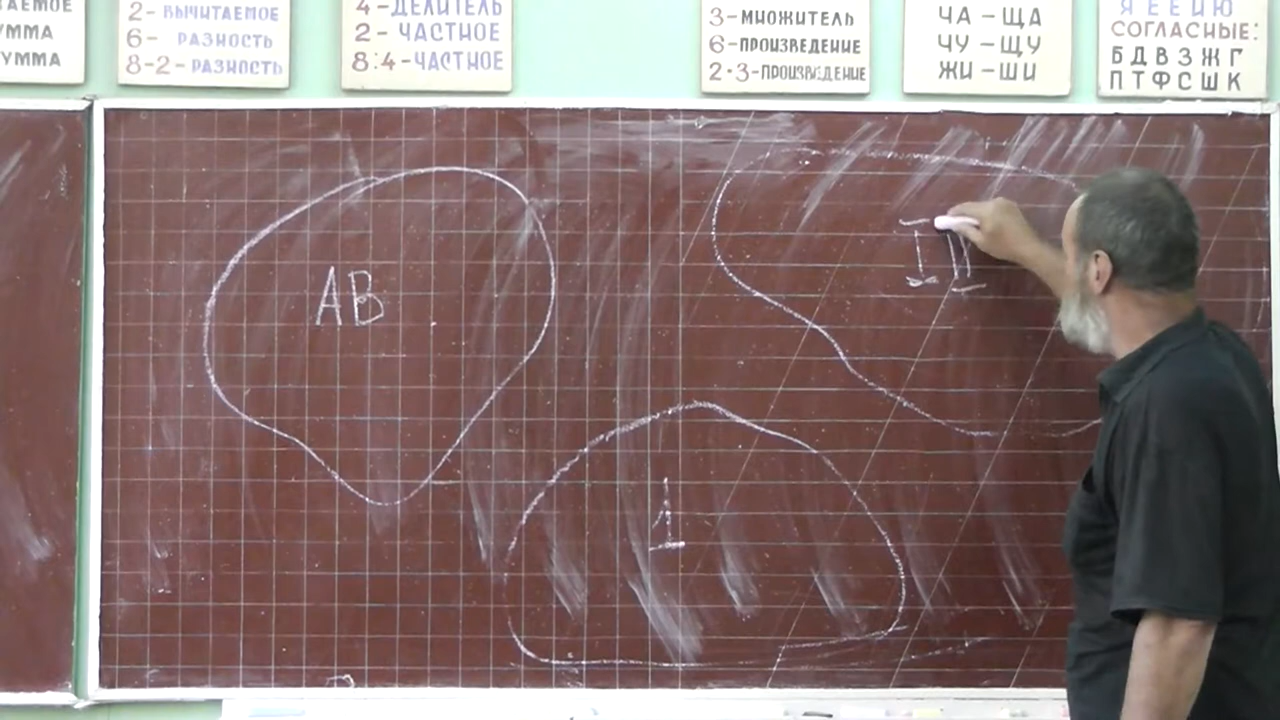 УММА
УММА
2-ВЫЧИТАЕМОЕ
6- РАЗНОСТЬ
8-2-РАЗНОСТЬ
4-ДЕЛИТЕЛЬ
2- ЧАСТНОЕ
8:4-ЧАСТНОЕ
3-МНОЖИТЕЛЬ
6-ПРОИЗВЕДЕНИЕ
2·3-ПРОИЗВЕДЕНИЕ
ЧА-ЩА
ЧУ-ЩУ
ЖИ-ШИ
Я Е Ё И Ю
СОГЛАСНЫЕ:
Б Д В З Ж Г
П Т Ф С Ш К
АВ
II
1